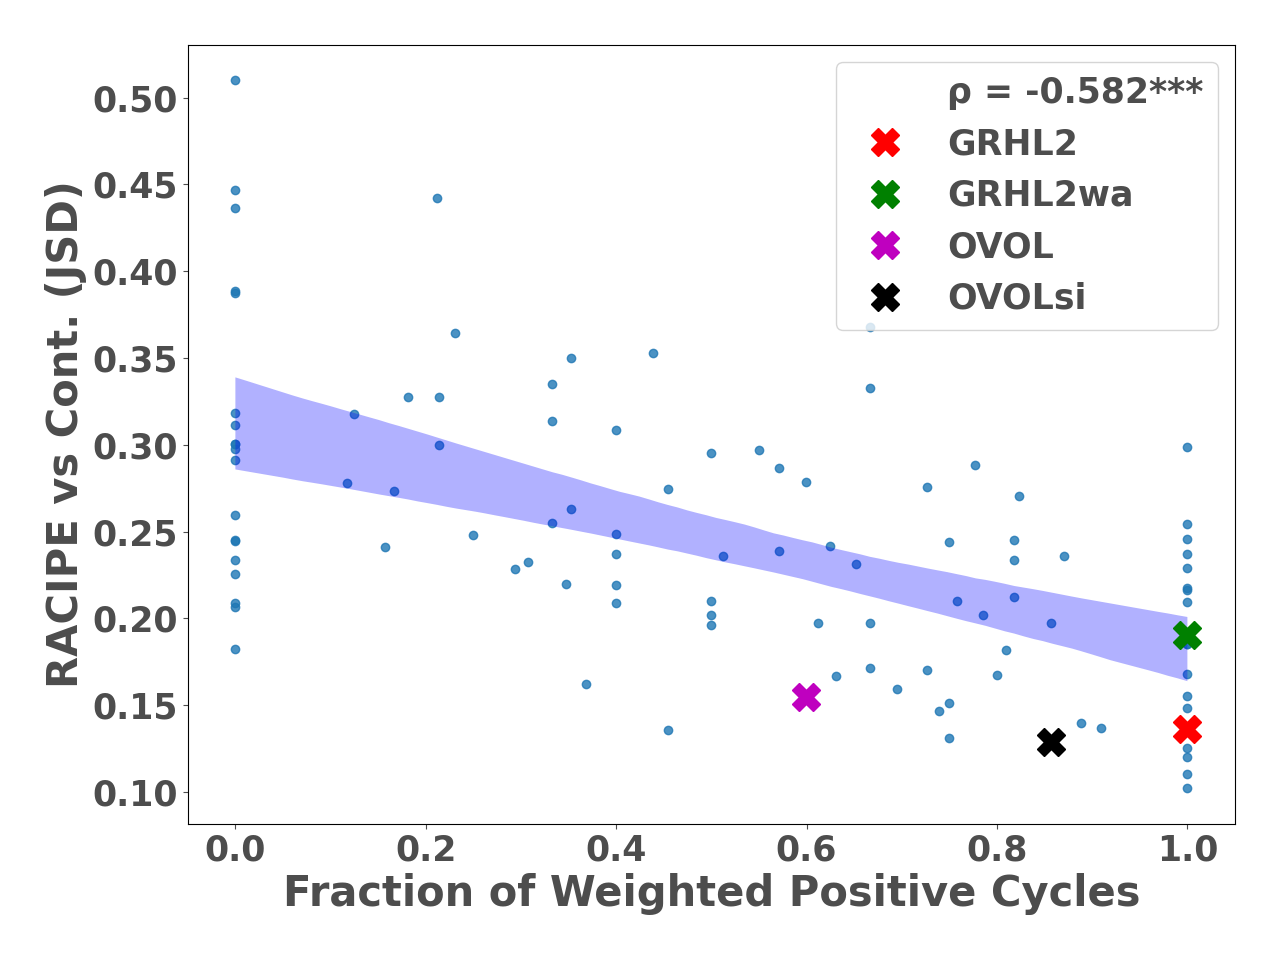 ρ = -0.582***
GRHL2
GRHL2wa
OVOL
OVOLsi
RACIPE vs Cont. (JSD)
0.50
0.45
0.40
0.35
0.30
0.25
0.20
0.15
0.10
0.0 0.2 0.4 0.6 0.8 1.0
Fraction of Weighted Positive Cycles